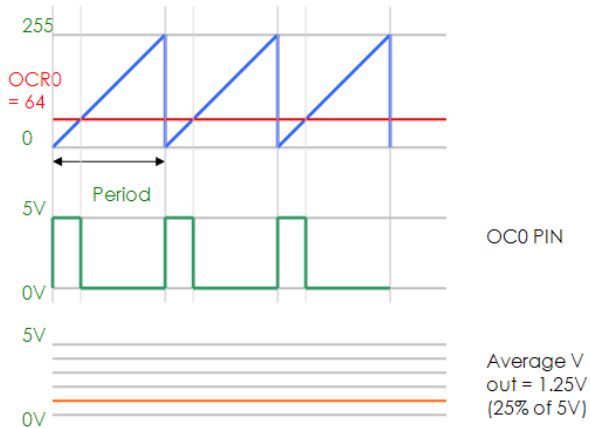 255
OCR0
= 64
0
Period
5V
OC0 PIN
0V
5V
Average V
out = 1.25V
(25% of 5V)
0V